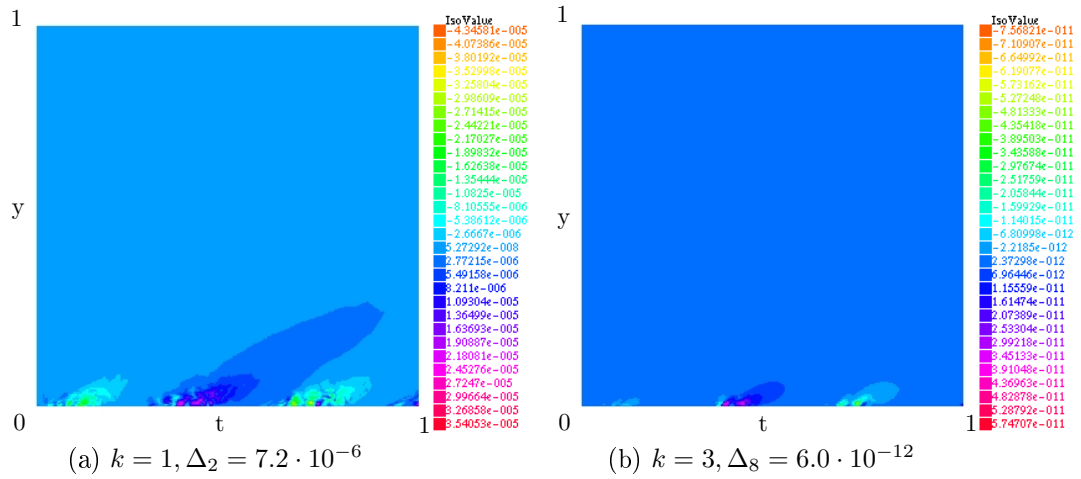 1
IsoValue
-4.34581e-005
-4.07386e-005
-3.80192e-005
-3.52998e-005
-3.25804e-005
-2.98609e-005
-2.71415e-005
-2.44221e-005
-2.17027e-005
-1.89832e-005
-1.62638e-005
-1.35444e-005
-1.0825e-005
-8.10555e-006
-5.38612e-006
-2.6667e-006
5.27292e-008
2.77215e-006
5.49158e-006
8.211e-006
1.09304e-005
1.36499e-005
1.63693e-005
1.90887e-005
2.18081e-005
2.45276e-005
2.7247e-005
2.99664e-005
3.26858e-005
3.54053e-005
y
0
t
1
(a) k = 1, Δ₂ = 7.2 · 10⁻⁶
1
IsoValue
-7.56821e-011
-7.10907e-011
-6.64992e-011
-6.19077e-011
-5.73162e-011
-5.27248e-011
-4.81333e-011
-4.35418e-011
-3.89503e-011
-3.43588e-011
-2.97674e-011
-2.51759e-011
-2.05844e-011
-1.59929e-011
-1.14015e-011
-6.80998e-012
-2.2185e-012
2.37298e-012
6.96446e-012
1.15559e-011
1.61474e-011
2.07389e-011
2.53304e-011
2.99218e-011
3.45133e-011
3.91048e-011
4.36963e-011
4.82878e-011
5.28792e-011
5.74707e-011
y
0
t
1
(b) k = 3, Δ₈ = 6.0 · 10⁻¹²